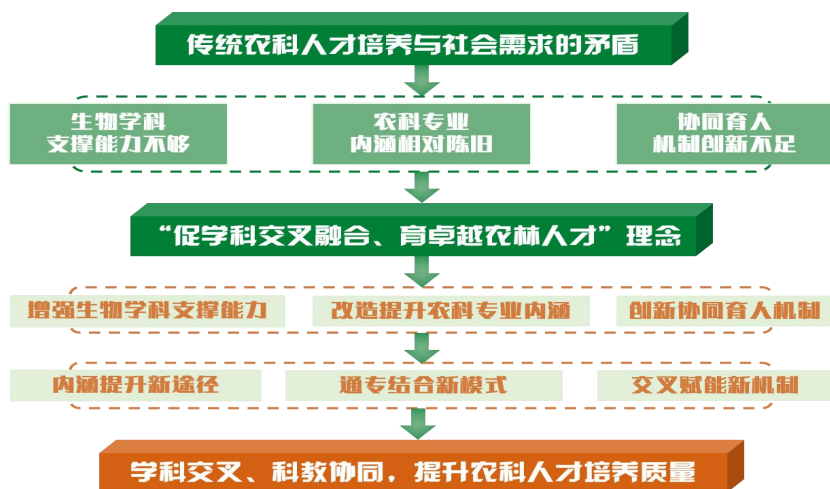 传统农科人才培养与社会需求的矛盾
生物学科
支撑能力不够
农科专业
内涵相对陈旧
协同育人
机制创新不足
“促学科交叉融合、育卓越农林人才”理念
增强生物学科支撑能力
改造提升农科专业内涵
创新协同育人机制
内涵提升新途径
通专结合新模式
交叉赋能新机制
学科交叉、科教协同，提升农科人才培养质量